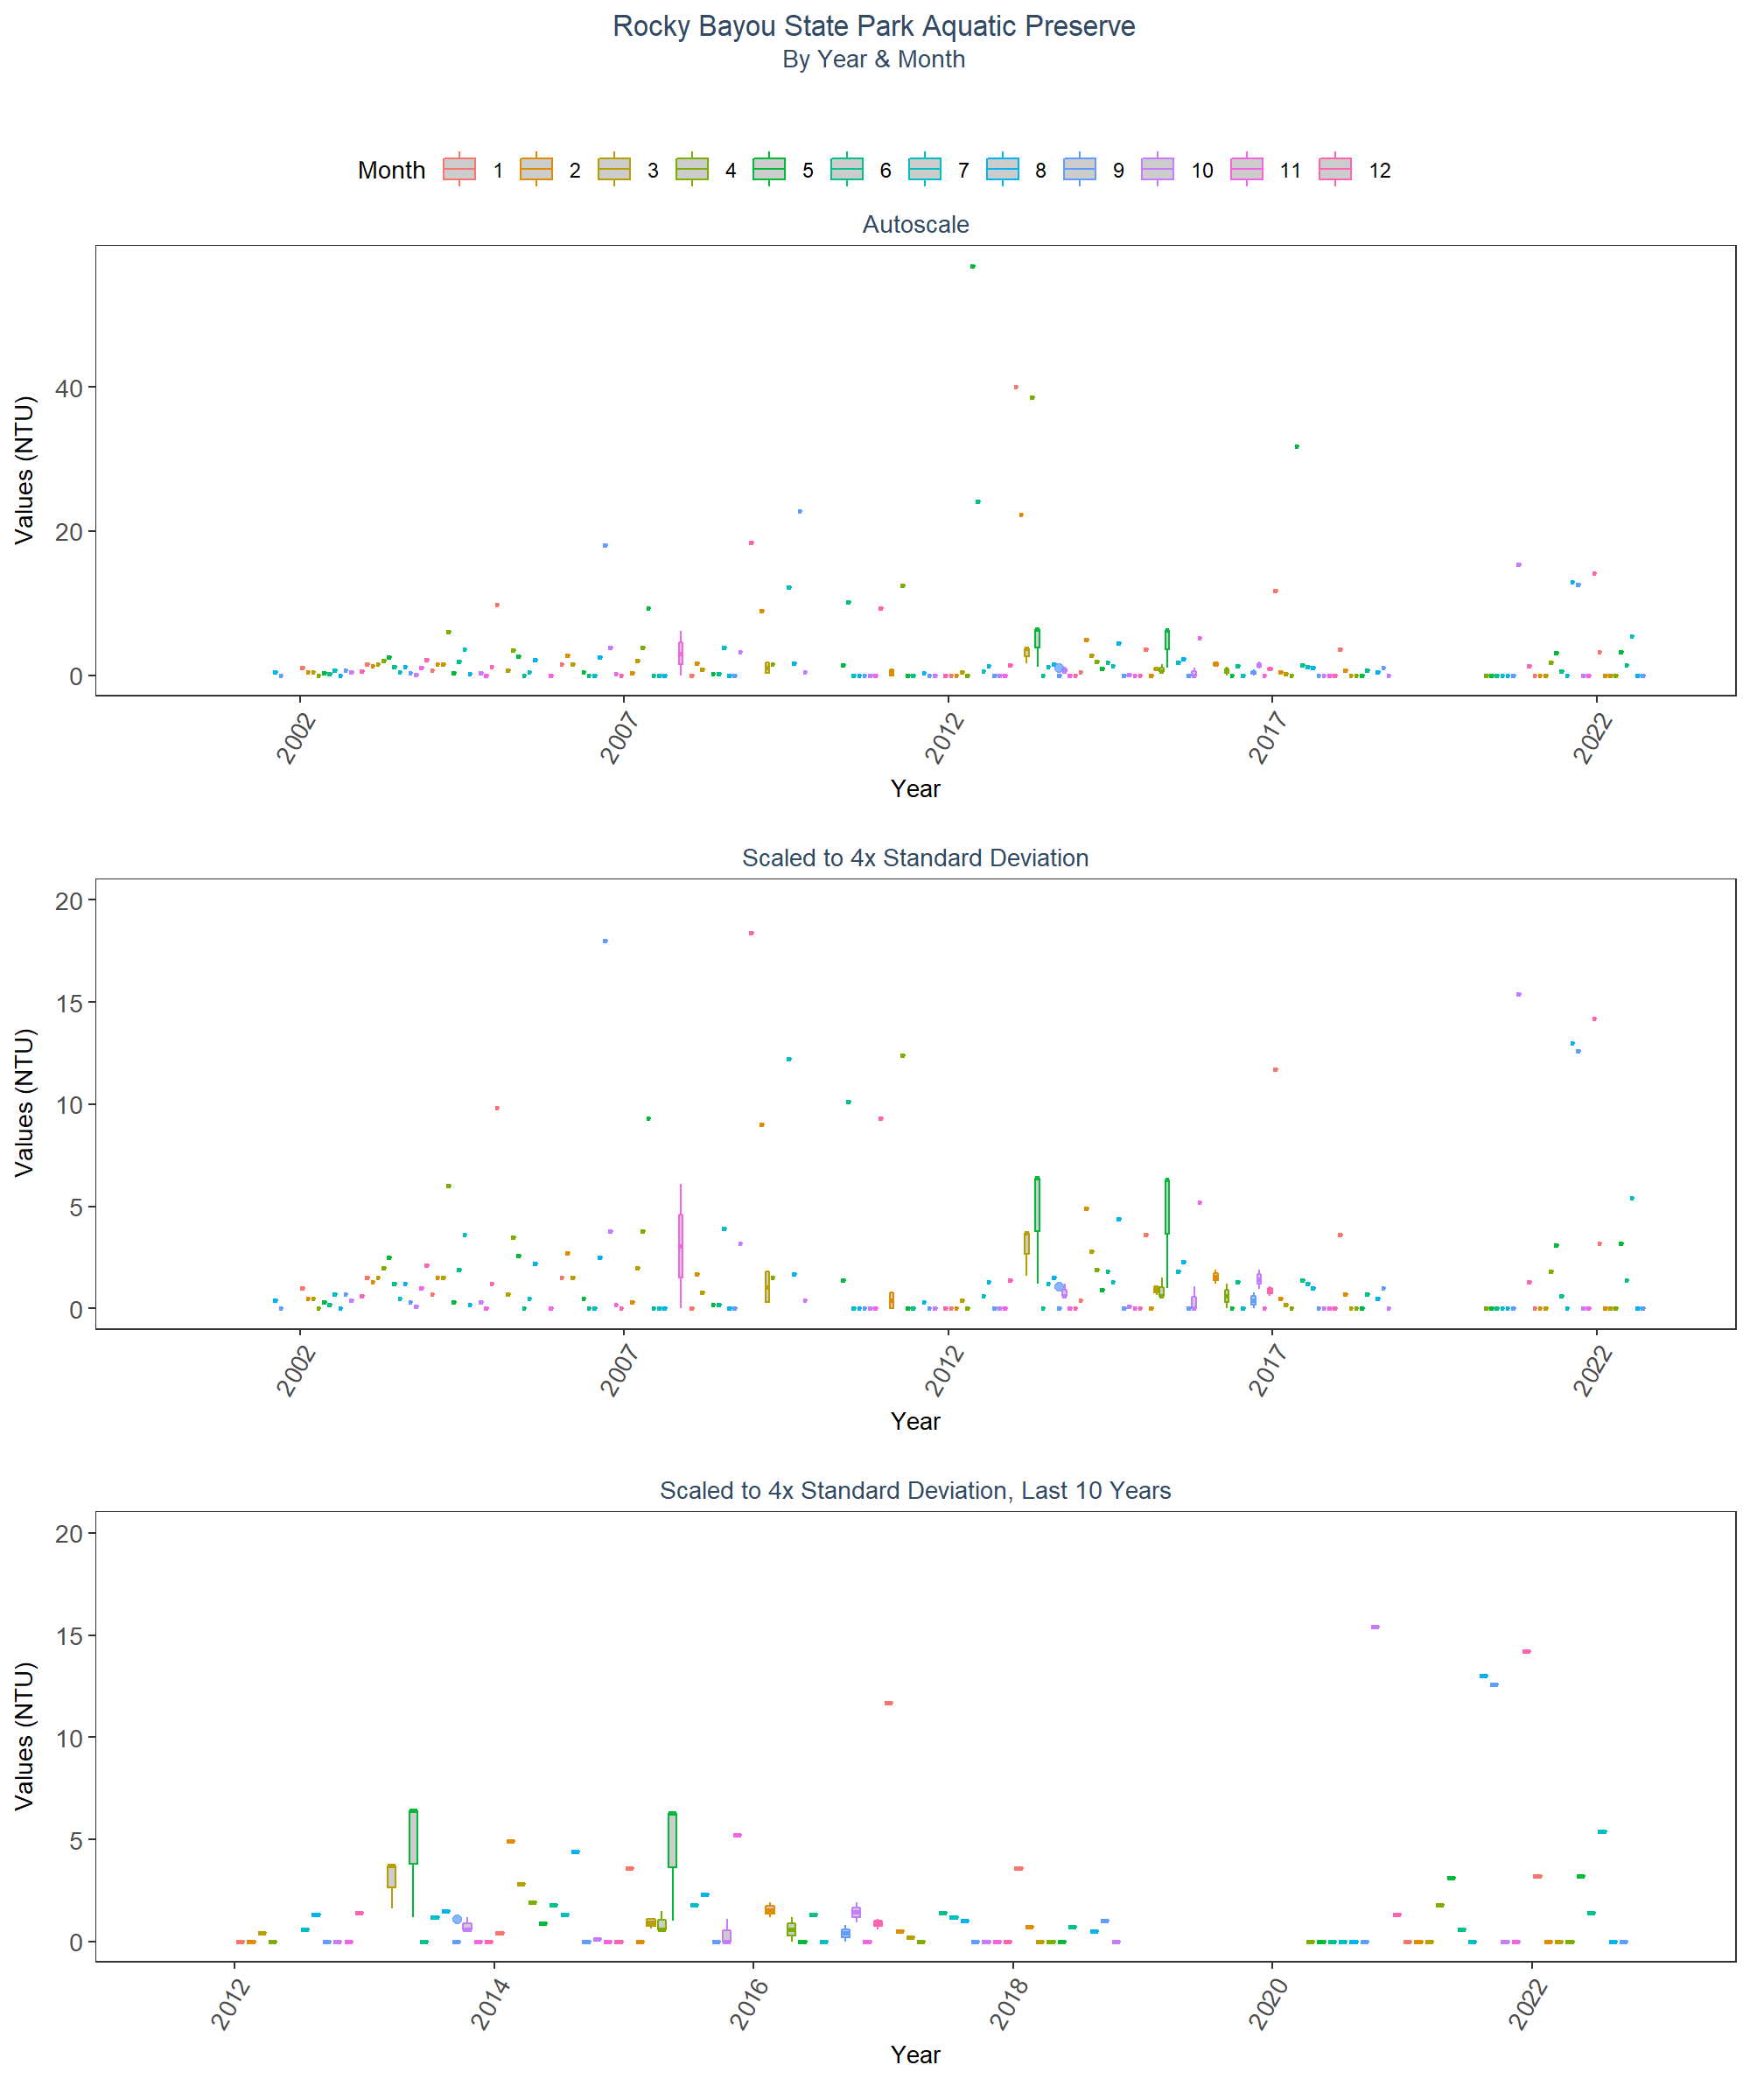 Rocky Bayou State Park Aquatic Preserve
By Year & Month
Month 1 2 3 4 5 6 7 8 9 10 11 12
Autoscale
Values (NTU)
40
20
0
2002 2007 2012 2017 2022
Year
Scaled to 4x Standard Deviation
Values (NTU)
20
15
10
5
0
2002 2007 2012 2017 2022
Year
Scaled to 4x Standard Deviation, Last 10 Years
Values (NTU)
20
15
10
5
0
2012 2014 2016 2018 2020 2022
Year